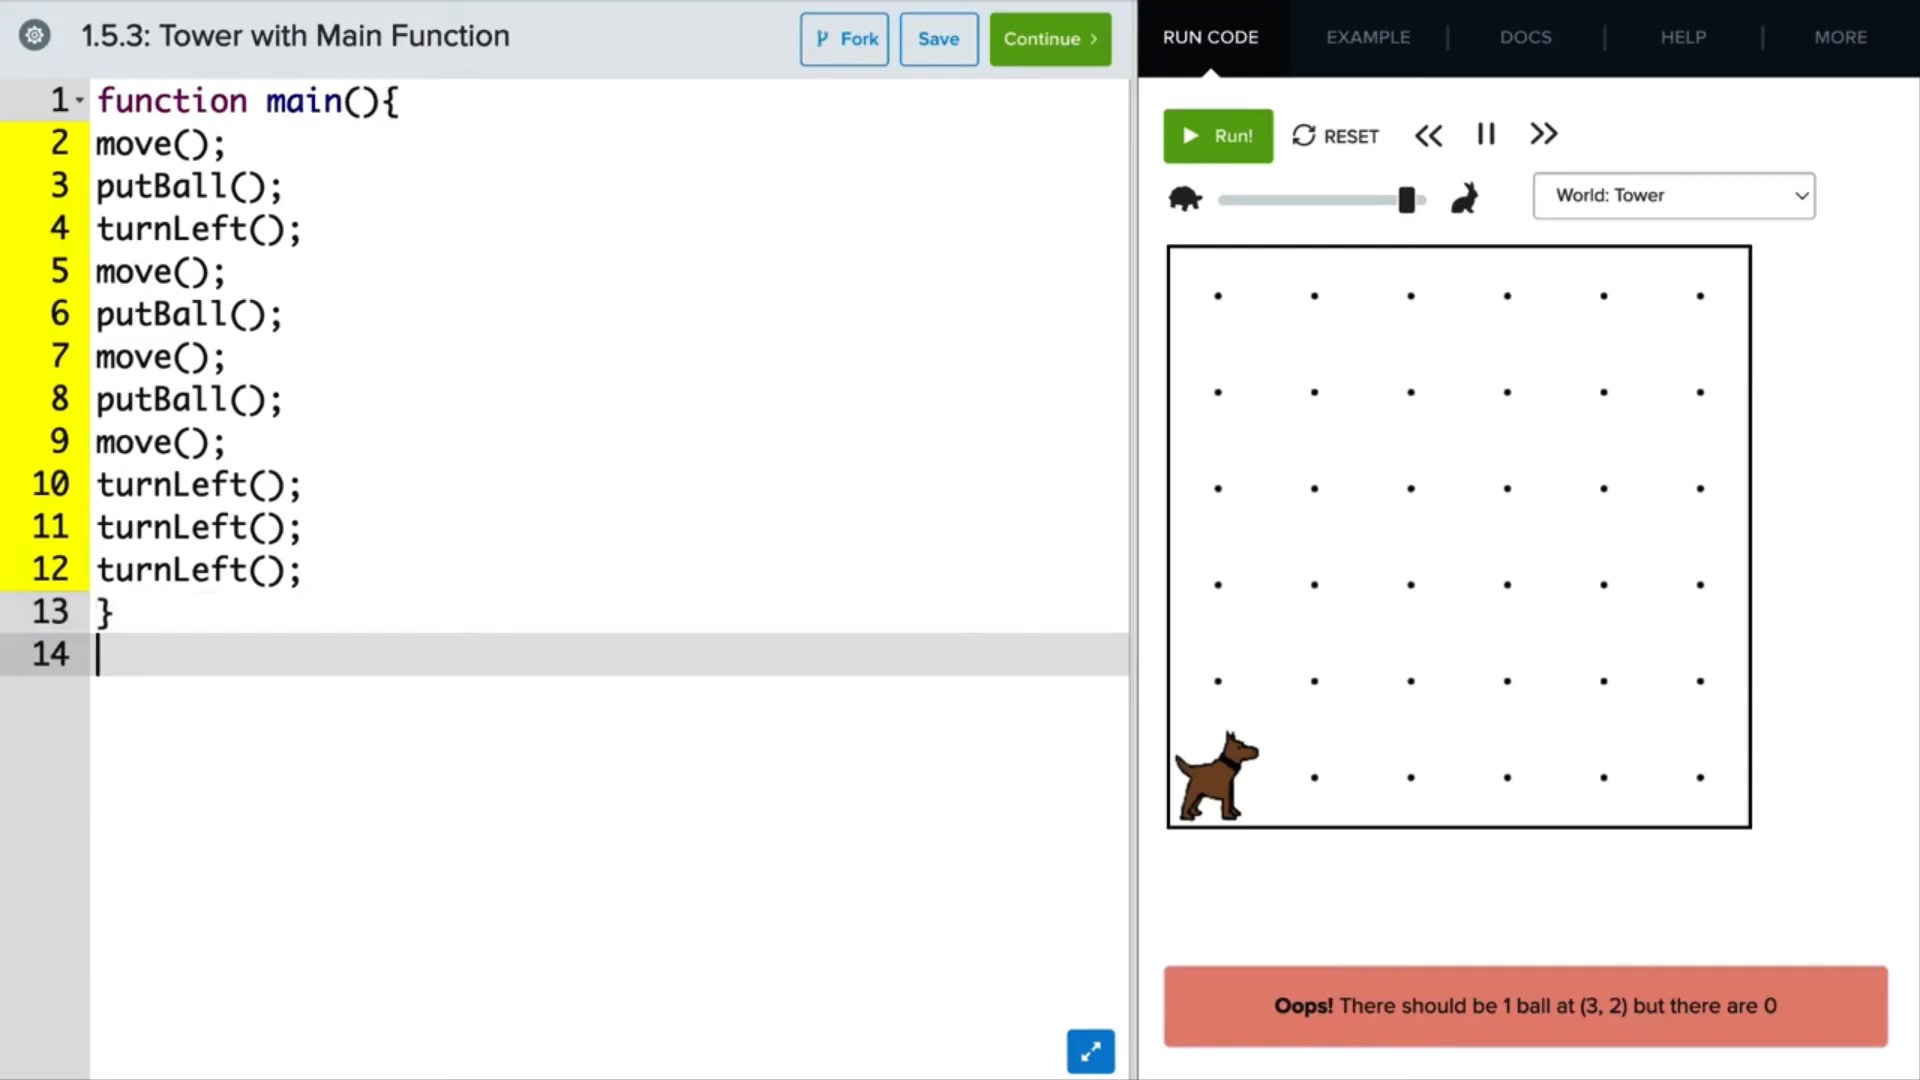 1.5.3: Tower with Main Function
Fork
Save
Continue
RUN CODE
EXAMPLE
DOCS
HELP
MORE
1 function main(){
2 move();
3 putBall();
4 turnLeft();
5 move();
6 putBall();
7 move();
8 putBall();
9 move();
10 turnLeft();
11 turnLeft();
12 turnLeft();
13 }
14
Run!
RESET
World: Tower
Oops! There should be 1 ball at (3, 2) but there are 0